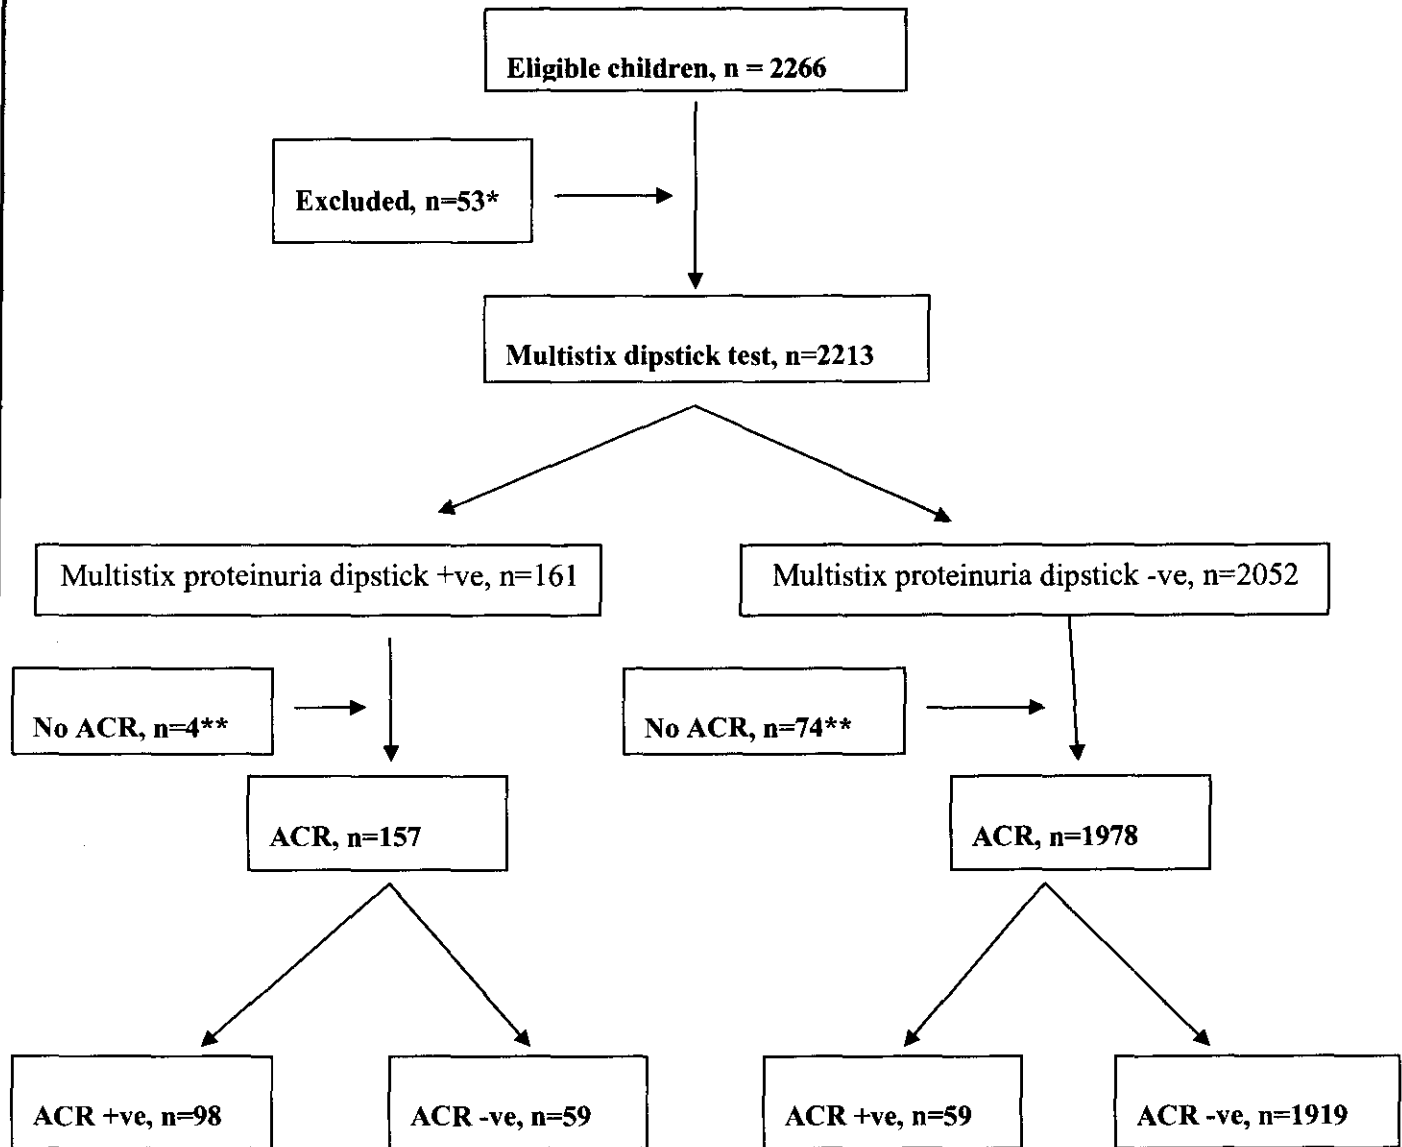 Eligible children, n = 2266
Excluded, n=53*
Multistix dipstick test, n=2213
Multistix proteinuria dipstick +ve, n=161
Multistix proteinuria dipstick -ve, n=2052
No ACR, n=4**
No ACR, n=74**
ACR, n=157
ACR, n=1978
ACR +ve, n=98
ACR -ve, n=59
ACR +ve, n=59
ACR -ve, n=1919